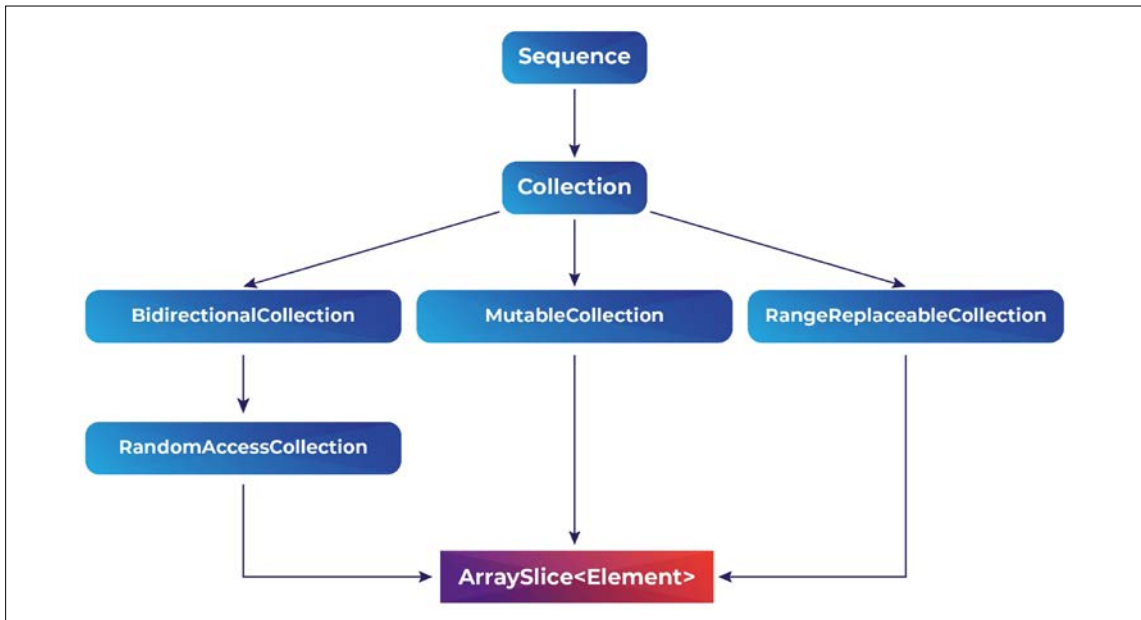 Sequence
Collection
BidirectionalCollection
MutableCollection
RangeReplaceableCollection
RandomAccessCollection
ArraySlice<Element>